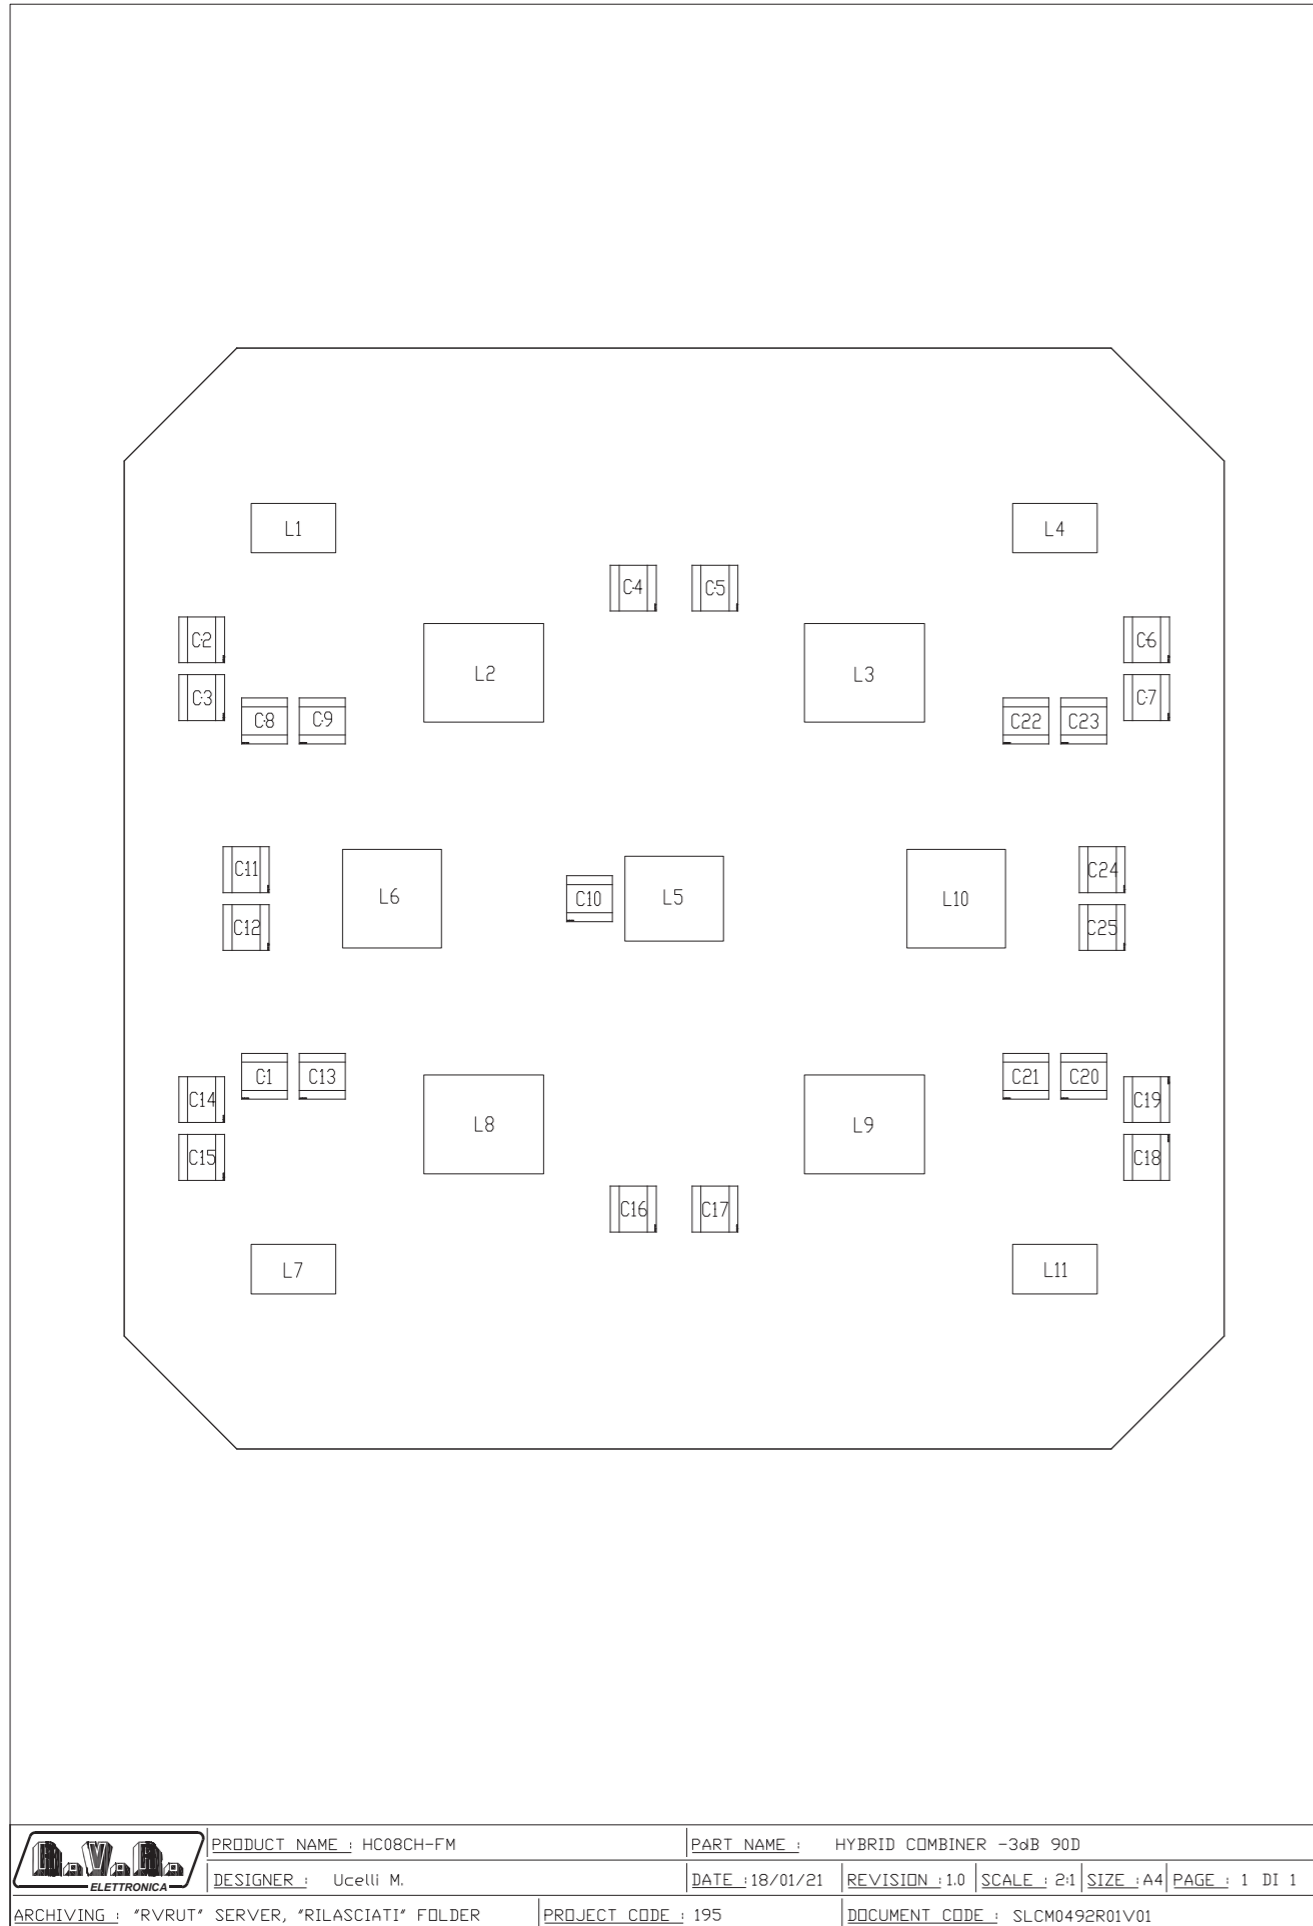 L1
L4
C4 C5
C2
C6
L2
L3
C3
C7
C8 C9
C22 C23
C11
C24
L6
C10
L5
L10
C12
C25
C1 C13
C21 C20
C14
C19
L8
L9
C15
C18
C16 C17
L7
L11
R.V.R.
ELETTRONICA
PRODUCT NAME : HC08CH-FM
PART NAME : HYBRID COMBINER -3dB 90D
DESIGNER : Ucelli M.
DATE :18/01/21 REVISION :1.0 SCALE : 2:1 SIZE :A4 PAGE : 1 DI 1
ARCHIVING : "RVRUT" SERVER, "RILASCIATI" FOLDER
PROJECT CODE : 195
DOCUMENT CODE : SLCM0492R01V01